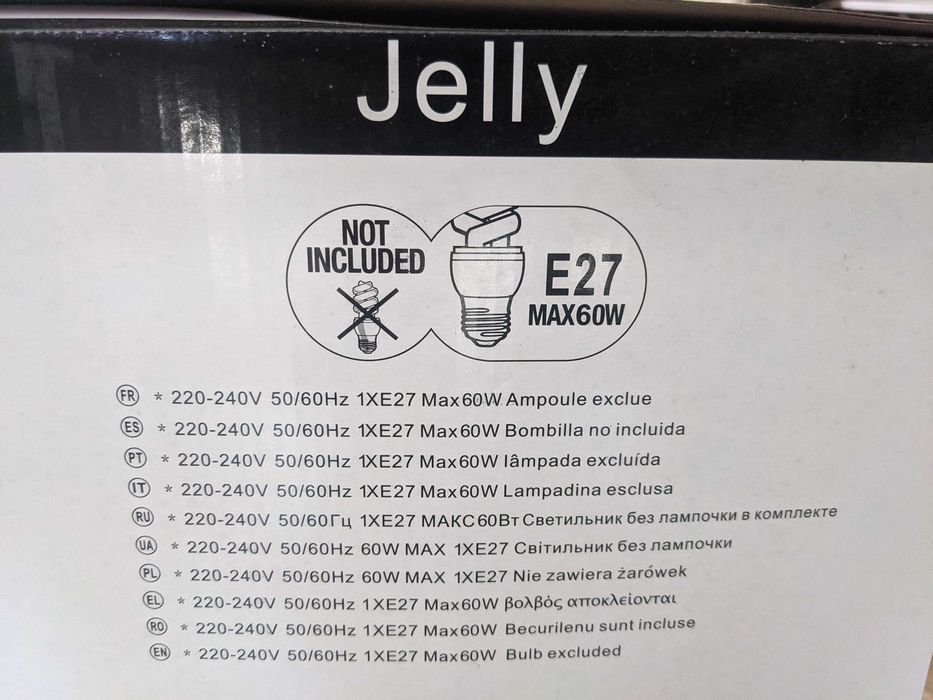 Jelly
NOT
INCLUDED
E27
MAX60W
FR * 220-240V 50/60Hz 1XE27 Max60W Ampoule exclue
ES * 220-240V 50/60Hz 1XE27 Max60W Bombilla no incluida
PT * 220-240V 50/60Hz 1XE27 Max60W lâmpada excluída
IT * 220-240V 50/60Hz 1XE27 Max60W Lampadina esclusa
RU * 220-240V 50/60Гц 1XE27 МАКС60Вт Светильник без лампочки в комплекте
UA * 220-240V 50/60Hz 60W MAX 1XE27 Світильник без лампочки
PL * 220-240V 50/60Hz 60W MAX 1XE27 Nie zawiera żarówek
EL * 220-240V 50/60Hz 1XE27 Max60W βολβός αποκλείονται
RO * 220-240V 50/60Hz 1XE27 Max60W Becurilenu sunt incluse
EN * 220-240V 50/60Hz 1XE27 Max60W Bulb excluded